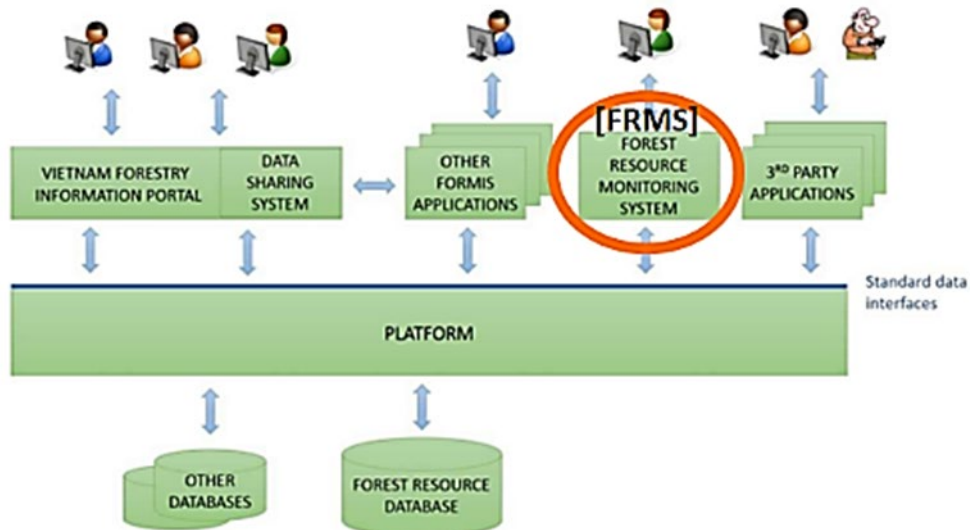 [FRMS]
VIETNAM FORESTRY
INFORMATION PORTAL
DATA
SHARING
SYSTEM
OTHER
FORMIS
APPLICATIONS
FOREST
RESOURCE
MONITORING
SYSTEM
3RD PARTY
APPLICATIONS
Standard data
interfaces
PLATFORM
OTHER
DATABASES
FOREST RESOURCE
DATABASE